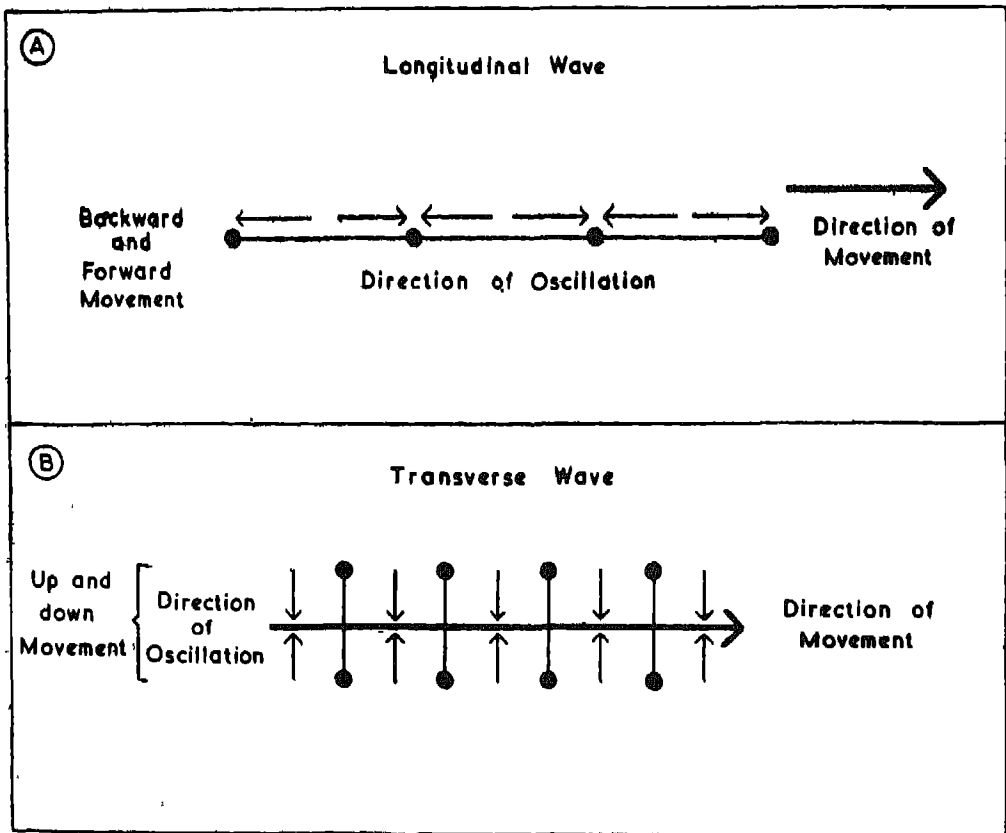 A
Longitudinal Wave
Backward
and
Forward
Movement
Direction of Oscillation
Direction of
Movement
B
Transverse Wave
Up and
down
Movement
Direction
of
Oscillation
Direction of
Movement